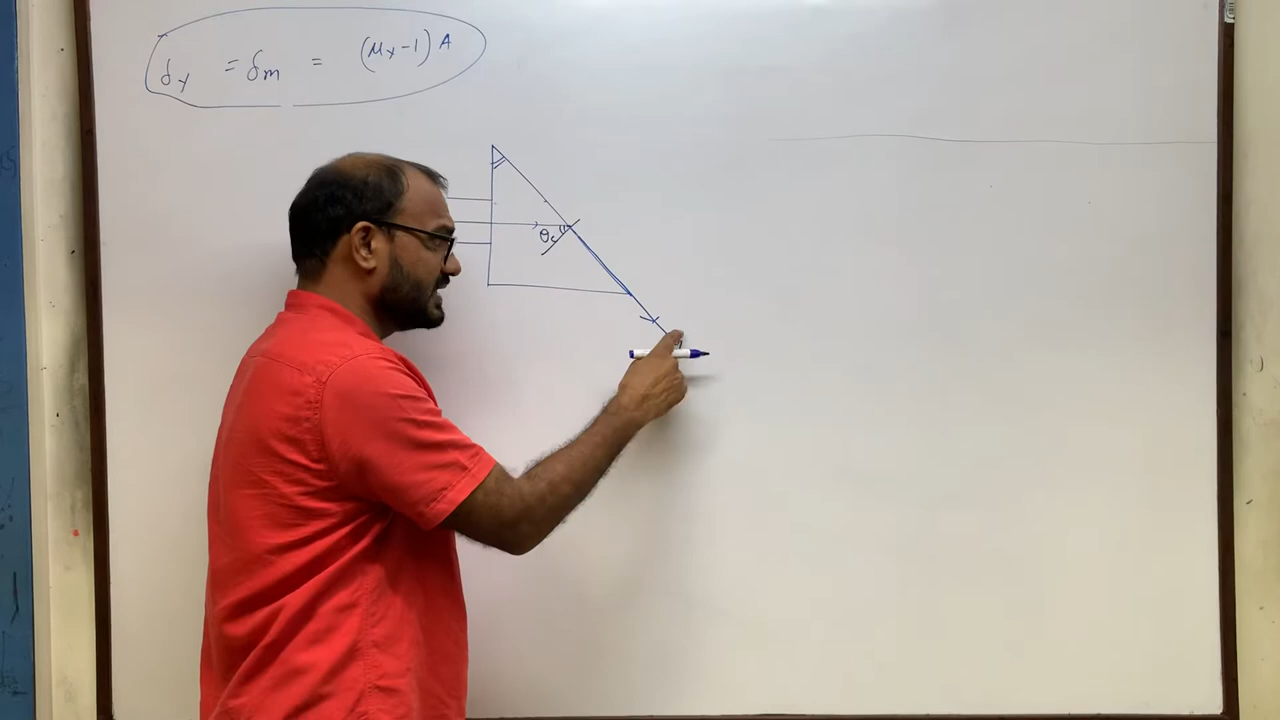 δy = δm = (μy-1) A
θc